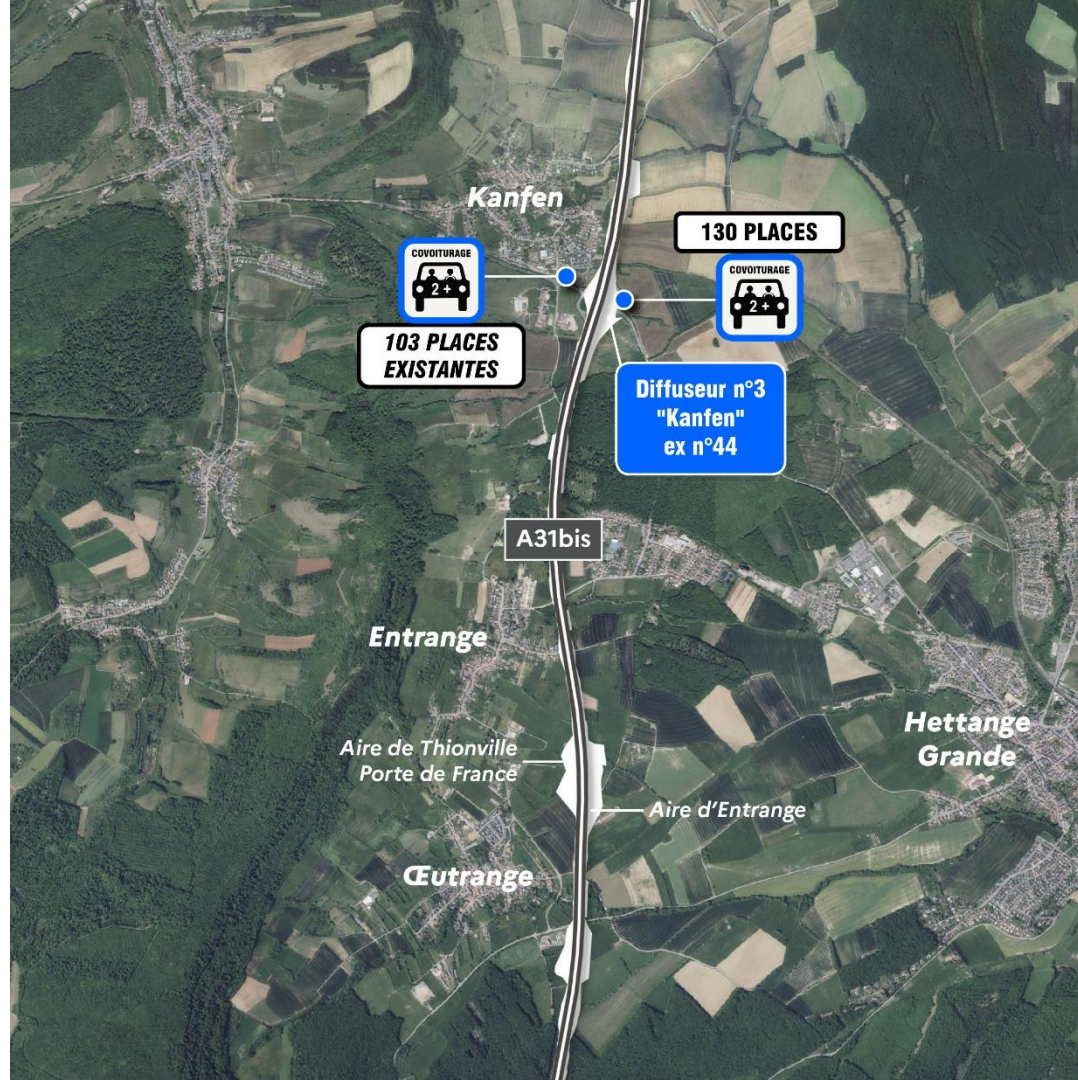 Kanfen
130 PLACES
COVOITURAGE
2 +
103 PLACES
EXISTANTES
COVOITURAGE
2 +
Diffuseur n°3
"Kanfen"
ex n°44
A31bis
Entrange
Hettange
Grande
Aire de Thionville
Porte de France
Aire d'Entrange
Œutrange